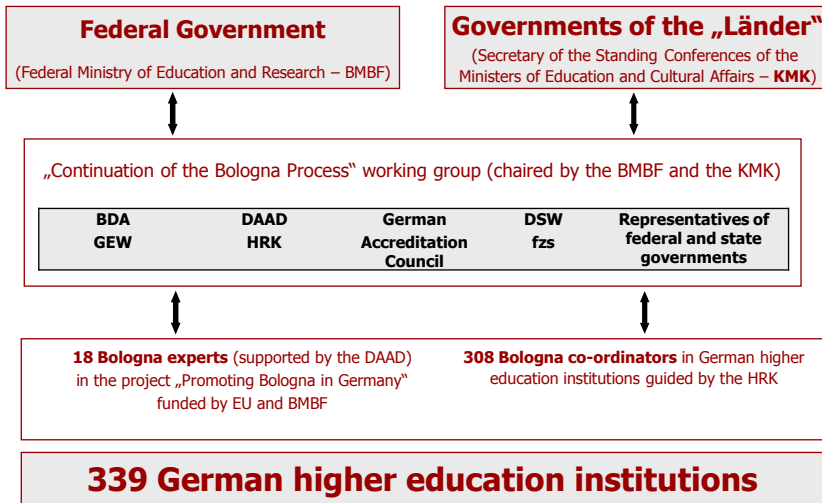 Federal Government
(Federal Ministry of Education and Research – BMBF)
Governments of the „Länder“
(Secretary of the Standing Conferences of the
Ministers of Education and Cultural Affairs – KMK)
„Continuation of the Bologna Process“ working group (chaired by the BMBF and the KMK)
BDA
GEW
DAAD
HRK
German
Accreditation
Council
DSW
fzs
Representatives of
federal and state
governments
18 Bologna experts (supported by the DAAD)
in the project „Promoting Bologna in Germany“
funded by EU and BMBF
308 Bologna co-ordinators in German higher
education institutions guided by the HRK
339 German higher education institutions